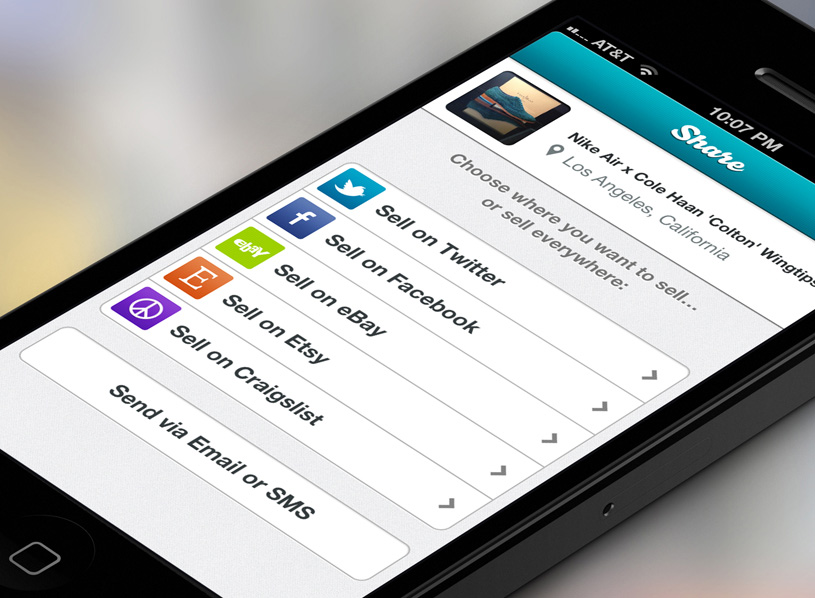 AT&T
10:07 PM
Share
Nike Air x Cole Haan 'Colton' Wingtips
Los Angeles, California
Choose where you want to sell...
or sell everywhere:
Sell on Twitter
f
Sell on Facebook
ebay
Sell on eBay
E
Sell on Etsy
Sell on Craigslist
Send via Email or SMS